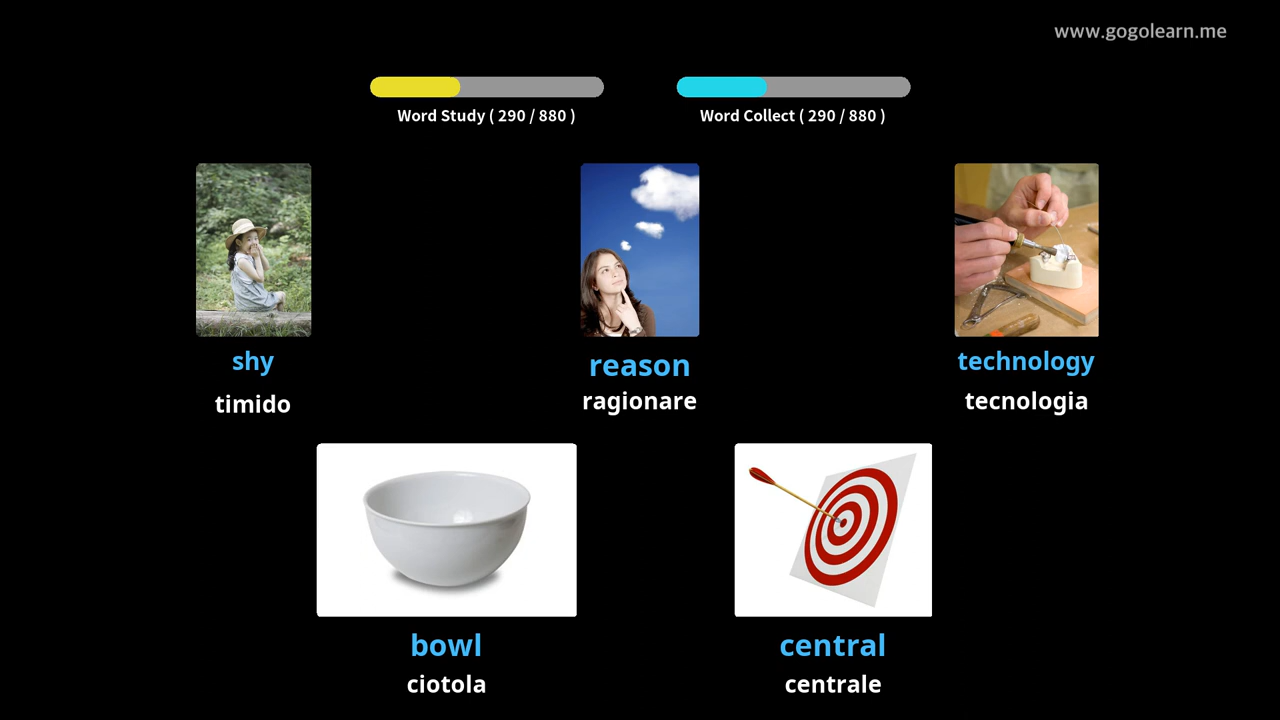 www.gogolearn.me
Word Study ( 290 / 880 )
Word Collect ( 290 / 880 )
shy
timido
reason
ragionare
technology
tecnologia
bowl
ciotola
central
centrale